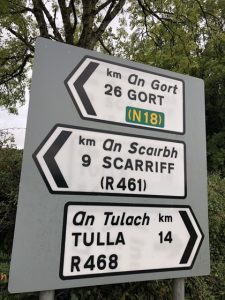 km An Gort
26 GORT
(N18)
km An Scairbh
9 SCARRIFF
(R461)
An Tulach km
TULLA 14
R468